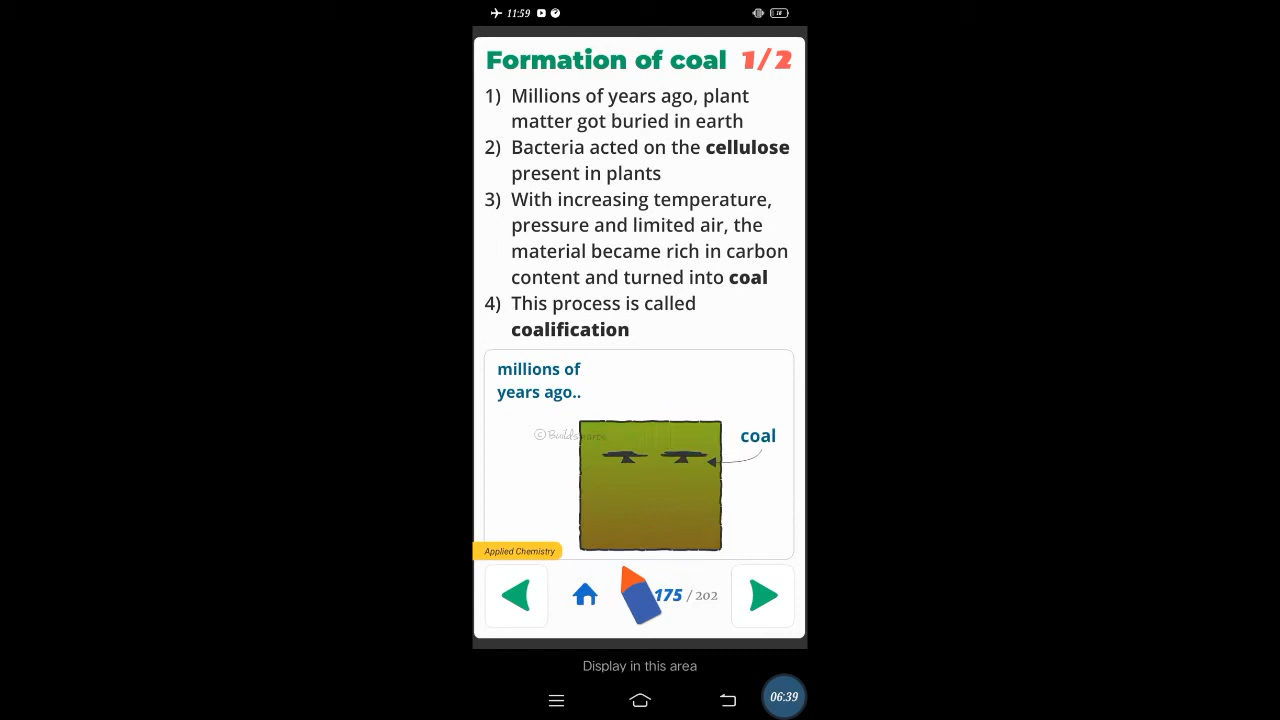 11:59
18
Formation of coal 1/2
1) Millions of years ago, plant
matter got buried in earth
2) Bacteria acted on the cellulose
present in plants
3) With increasing temperature,
pressure and limited air, the
material became rich in carbon
content and turned into coal
4) This process is called
coalification
millions of
years ago..
coal
Applied Chemistry
175 / 202
Display in this area
06:39